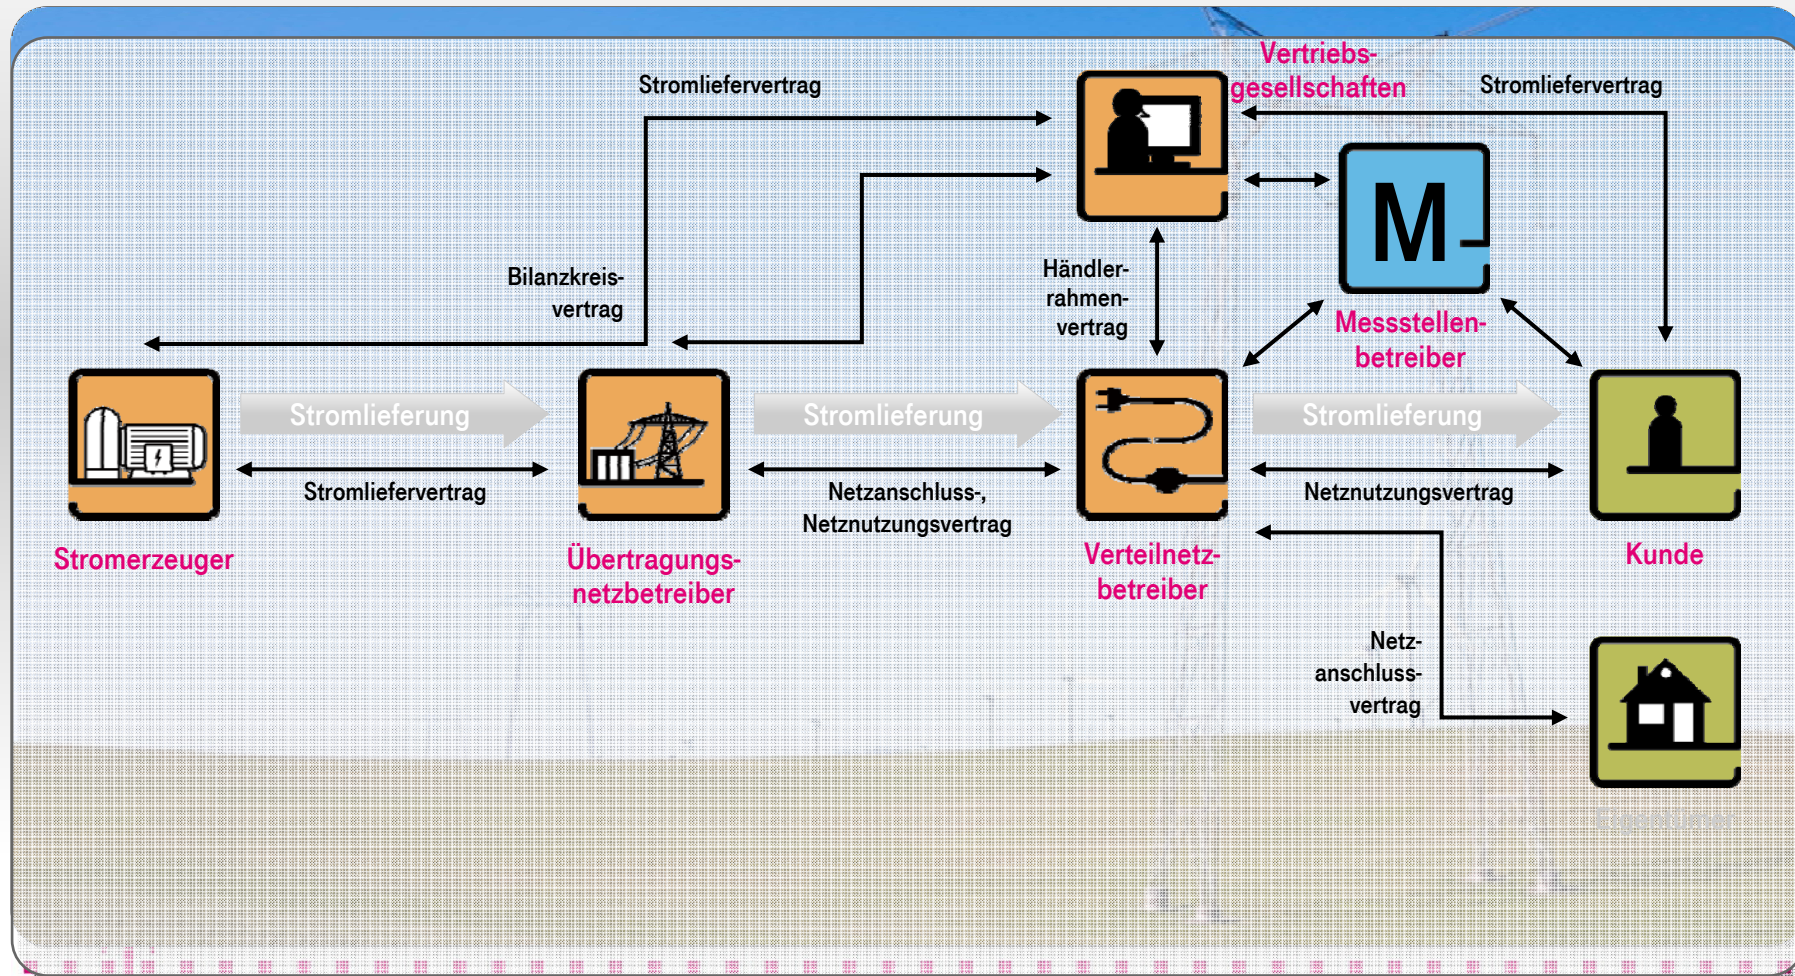 Vertriebs-
gesellschaften
Stromliefervertrag
Stromliefervertrag
M
Bilanzkreis-
vertrag
Händler-
rahmen-
vertrag
Messstellen-
betreiber
Stromlieferung
Stromlieferung
Stromlieferung
Stromliefervertrag
Netzanschluss-,
Netznutzungsvertrag
Netznutzungsvertrag
Stromerzeuger
Übertragungs-
netzbetreiber
Verteilnetz-
betreiber
Kunde
Netz-
anschluss-
vertrag
Eigentümer